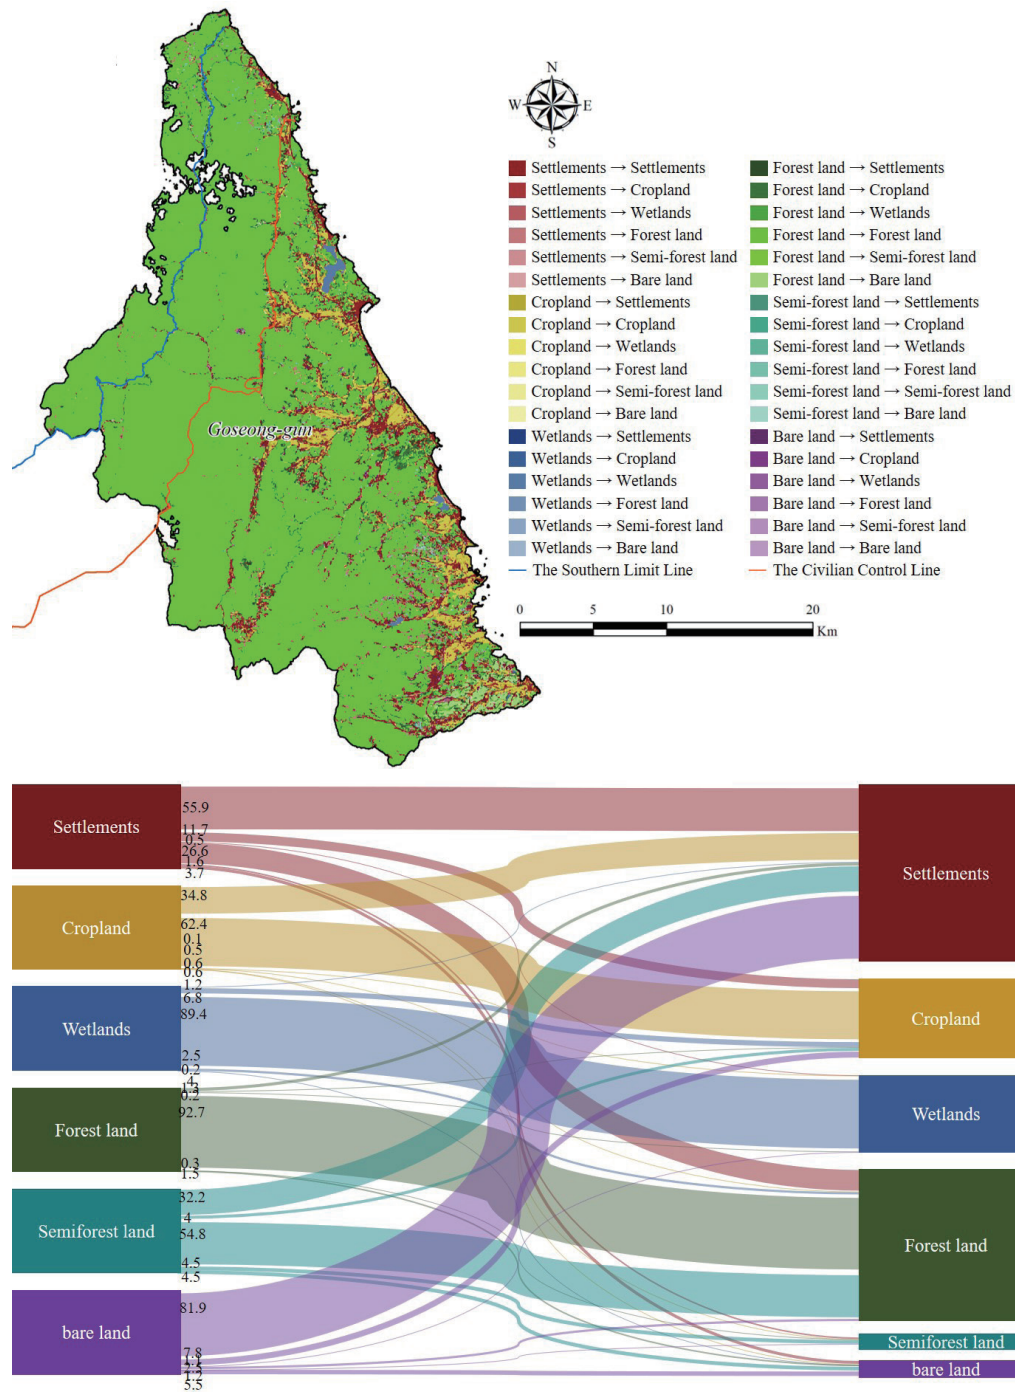 N
W E
S
Settlements → Settlements
Settlements → Cropland
Settlements → Wetlands
Settlements → Forest land
Settlements → Semi-forest land
Settlements → Bare land
Cropland → Settlements
Cropland → Cropland
Cropland → Wetlands
Cropland → Forest land
Cropland → Semi-forest land
Cropland → Bare land
Wetlands → Settlements
Wetlands → Cropland
Wetlands → Wetlands
Wetlands → Forest land
Wetlands → Semi-forest land
Wetlands → Bare land
The Southern Limit Line
Forest land → Settlements
Forest land → Cropland
Forest land → Wetlands
Forest land → Forest land
Forest land → Semi-forest land
Forest land → Bare land
Semi-forest land → Settlements
Semi-forest land → Cropland
Semi-forest land → Wetlands
Semi-forest land → Forest land
Semi-forest land → Semi-forest land
Semi-forest land → Bare land
Bare land → Settlements
Bare land → Cropland
Bare land → Wetlands
Bare land → Forest land
Bare land → Semi-forest land
Bare land → Bare land
The Civilian Control Line
Goseong-gun
0 5 10 20
Km
Settlements
55.9
11.7
0.5
26.6
1.6
3.7
Cropland
34.8
62.4
0.1
0.5
0.6
0.6
Wetlands
1.2
6.8
89.4
2.5
0.2
Forest land
4
1.3
0.2
92.7
0.3
1.5
Semiforest land
32.2
4
54.8
4.5
4.5
bare land
81.9
7.8
1.2
5.5
Settlements
Cropland
Wetlands
Forest land
Semiforest land
bare land